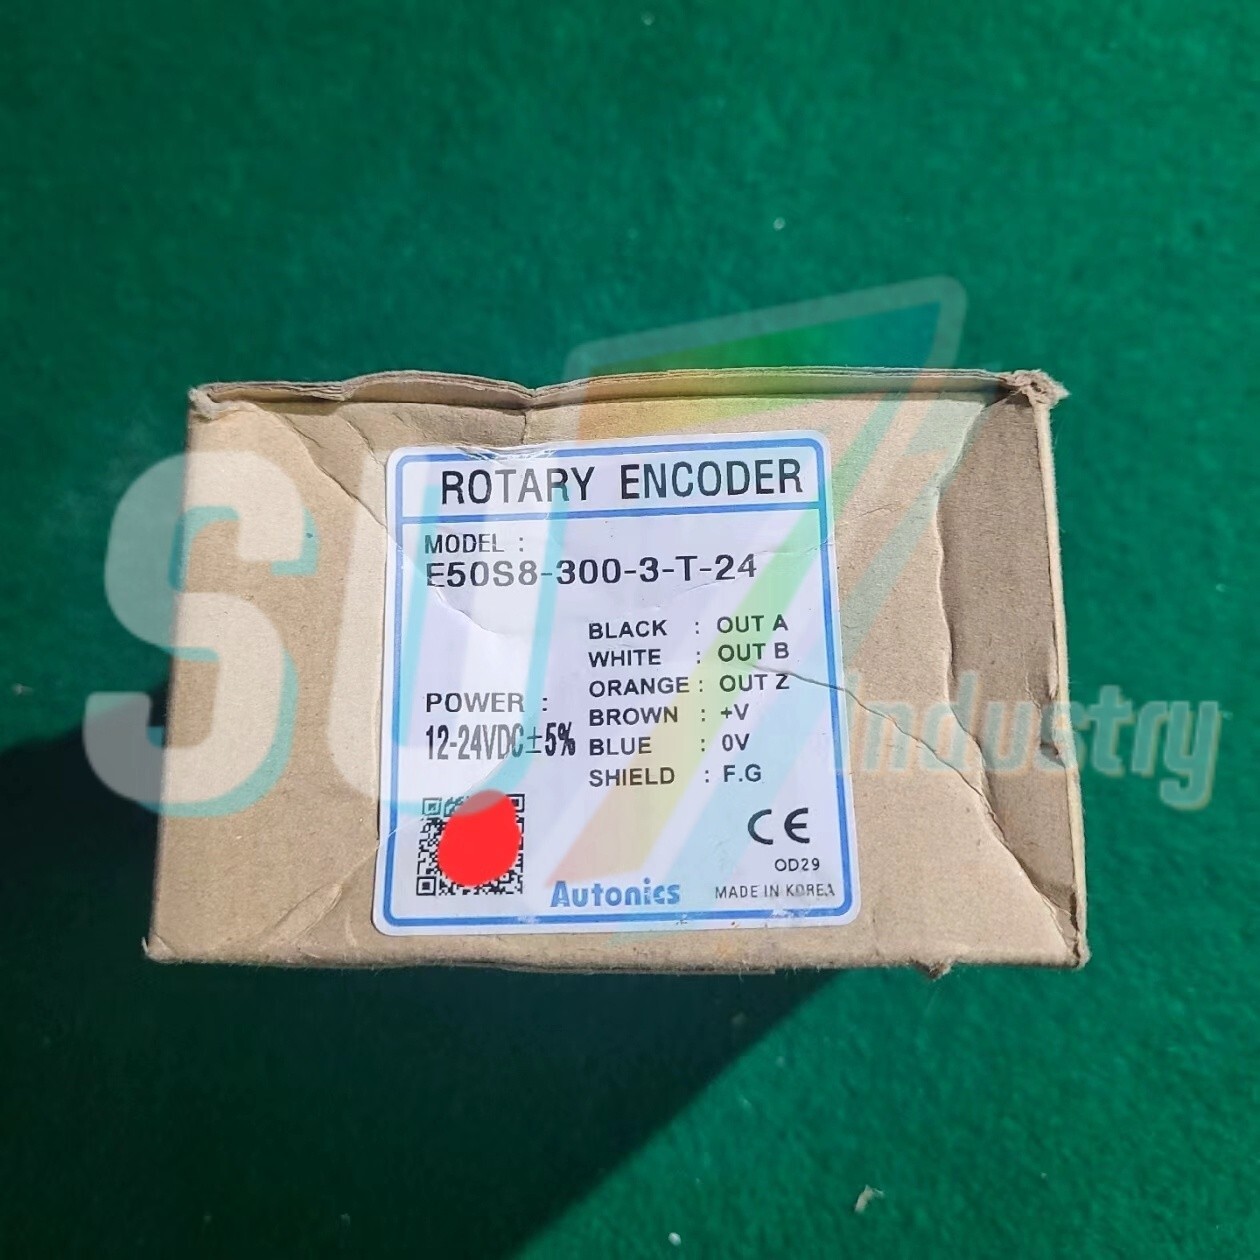 ROTARY ENCODER
MODEL :
E50S8-300-3-T-24
BLACK : OUT A
WHITE : OUT B
ORANGE : OUT Z
BROWN : +V
BLUE : 0V
SHIELD : F.G
POWER :
12-24VDC±5%
CE
OD29
Autonics
MADE IN KOREA
SU
industry